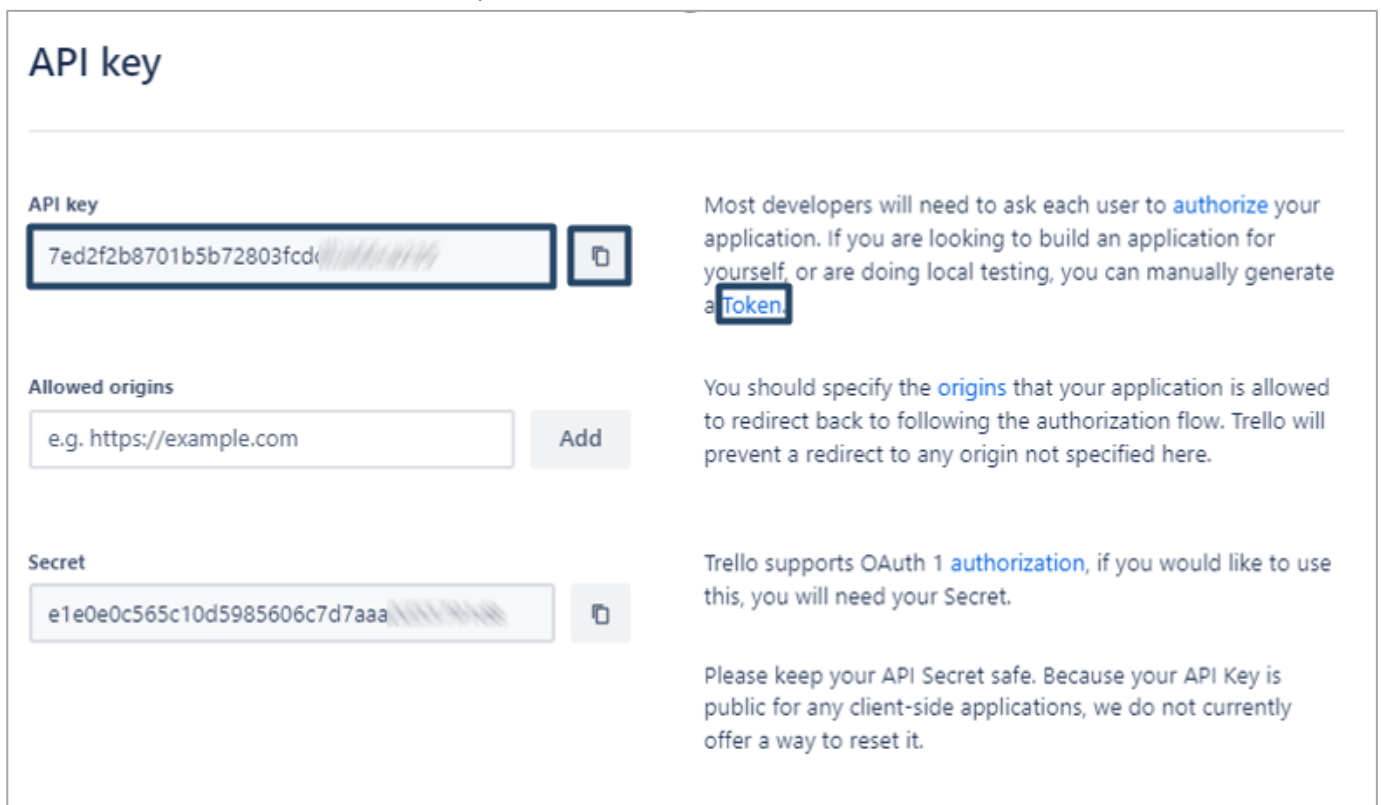 API key
API key
7ed2f2b8701b5b72803fcd
Most developers will need to ask each user to authorize your
application. If you are looking to build an application for
yourself, or are doing local testing, you can manually generate
a Token.
Allowed origins
e.g. https://example.com
Add
You should specify the origins that your application is allowed
to redirect back to following the authorization flow. Trello will
prevent a redirect to any origin not specified here.
Secret
e1e0e0c565c10d5985606c7d7aaa
Trello supports OAuth 1 authorization, if you would like to use
this, you will need your Secret.
Please keep your API Secret safe. Because your API Key is
public for any client-side applications, we do not currently
offer a way to reset it.